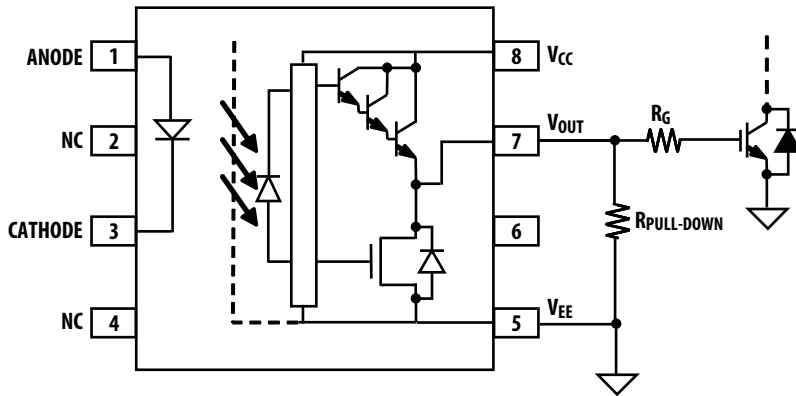 ANODE 1
NC 2
CATHODE 3
NC 4
8 VCC
7 VOUT
6
5 VEE
RG
RPULL-DOWN